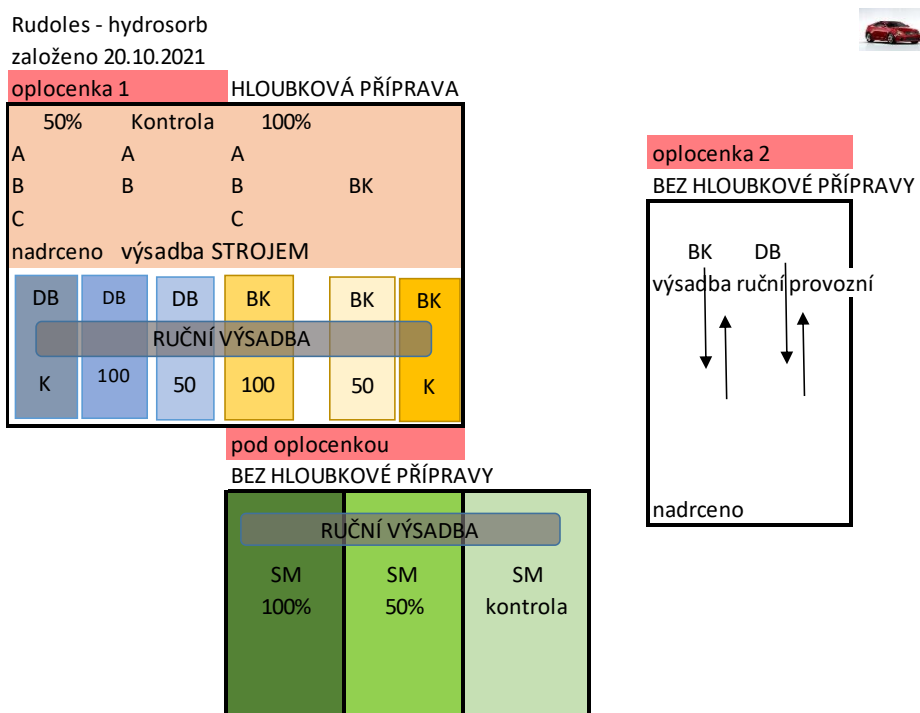 Rudoles - hydrosorb
založeno 20.10.2021
oplocenka 1 HLOUBKOVÁ PŘÍPRAVA
50% Kontrola 100%
A A A
B B B BK
C C
nadrceno výsadba STROJEM
DB DB DB BK BK BK
RUČNÍ VÝSADBA
K 100 50 100 50 K
pod oplocenkou
BEZ HLOUBKOVÉ PŘÍPRAVY
RUČNÍ VÝSADBA
SM SM SM
100% 50% kontrola
oplocenka 2
BEZ HLOUBKOVÉ PŘÍPRAVY
BK DB
výsadba ruční provozní
nadrceno